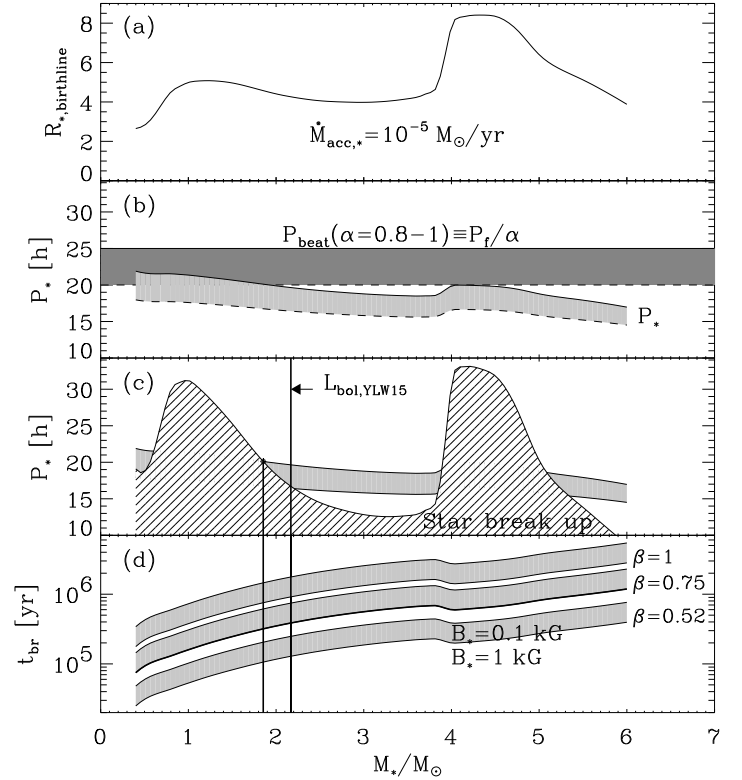 8
6
4
2
0
R*,birthline
(a)
Ṁacc,*=10⁻⁵ M☉/yr
30
25
20
15
10
P* [h]
(b)
Pbeat(α=0.8−1)≡Pf/α
P*
30
25
20
15
10
P* [h]
(c)
Lbol,YLW15
Star break up
10⁶
10⁵
tbr [yr]
(d)
β=1
β=0.75
β=0.52
B*=0.1 kG
B*=1 kG
0 1 2 3 4 5 6 7
M*/M☉